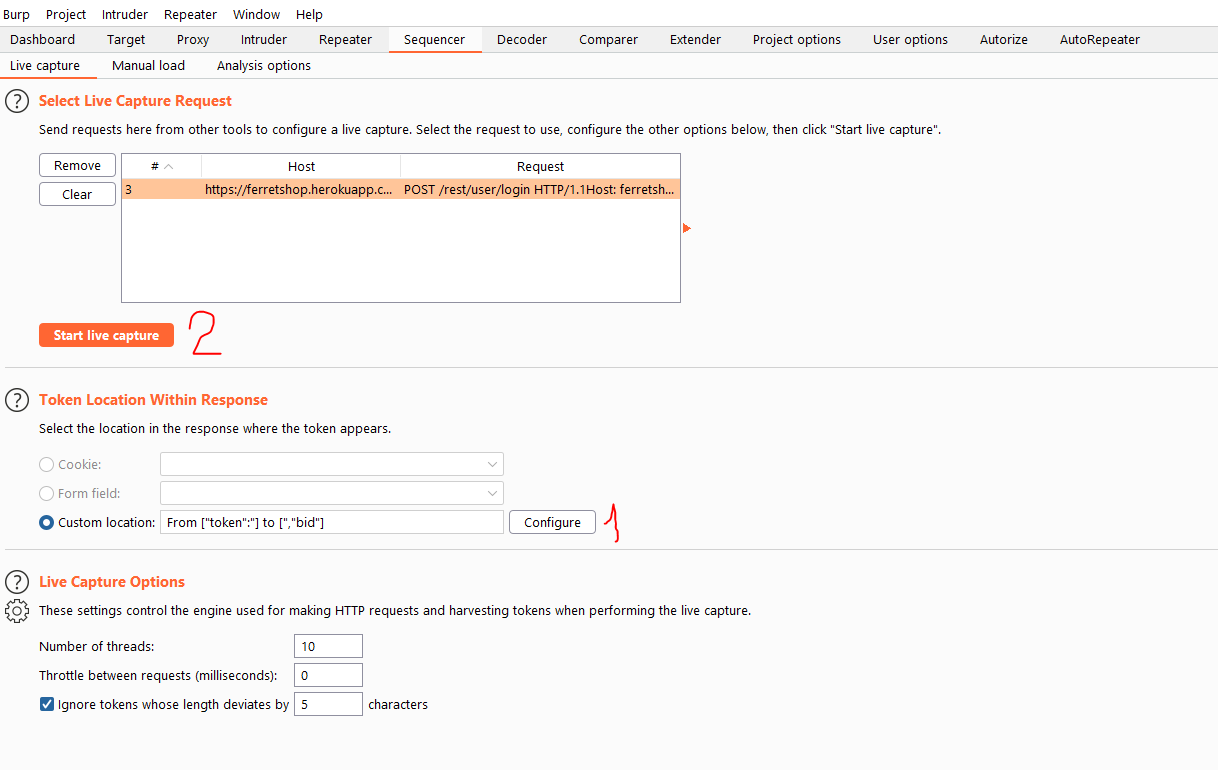 Burp Project Intruder Repeater Window Help
Dashboard Target Proxy Intruder Repeater Sequencer Decoder Comparer Extender Project options User options Autorize AutoRepeater
Live capture Manual load Analysis options
? Select Live Capture Request
Send requests here from other tools to configure a live capture. Select the request to use, configure the other options below, then click "Start live capture".
Remove # Host Request
Clear 3 https://ferretshop.herokuapp.c... POST /rest/user/login HTTP/1.1Host: ferretsh...
Start live capture 2
? Token Location Within Response
Select the location in the response where the token appears.
Cookie:
Form field:
Custom location: From ["token":"] to [","bid"] Configure 1
? Live Capture Options
These settings control the engine used for making HTTP requests and harvesting tokens when performing the live capture.
Number of threads: 10
Throttle between requests (milliseconds): 0
Ignore tokens whose length deviates by 5 characters